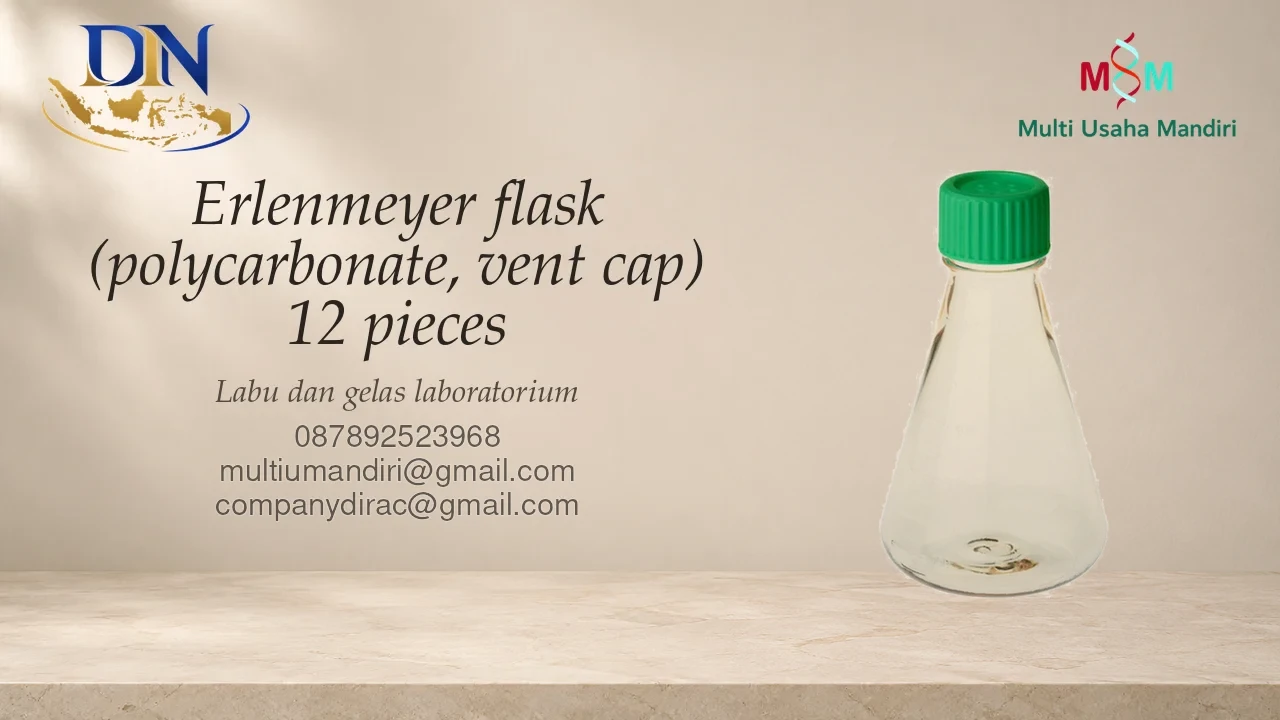 DIN
M M
Multi Usaha Mandiri
Erlenmeyer flask
(polycarbonate, vent cap)
12 pieces
Labu dan gelas laboratorium
087892523968
multiumandiri@gmail.com
companydirac@gmail.com